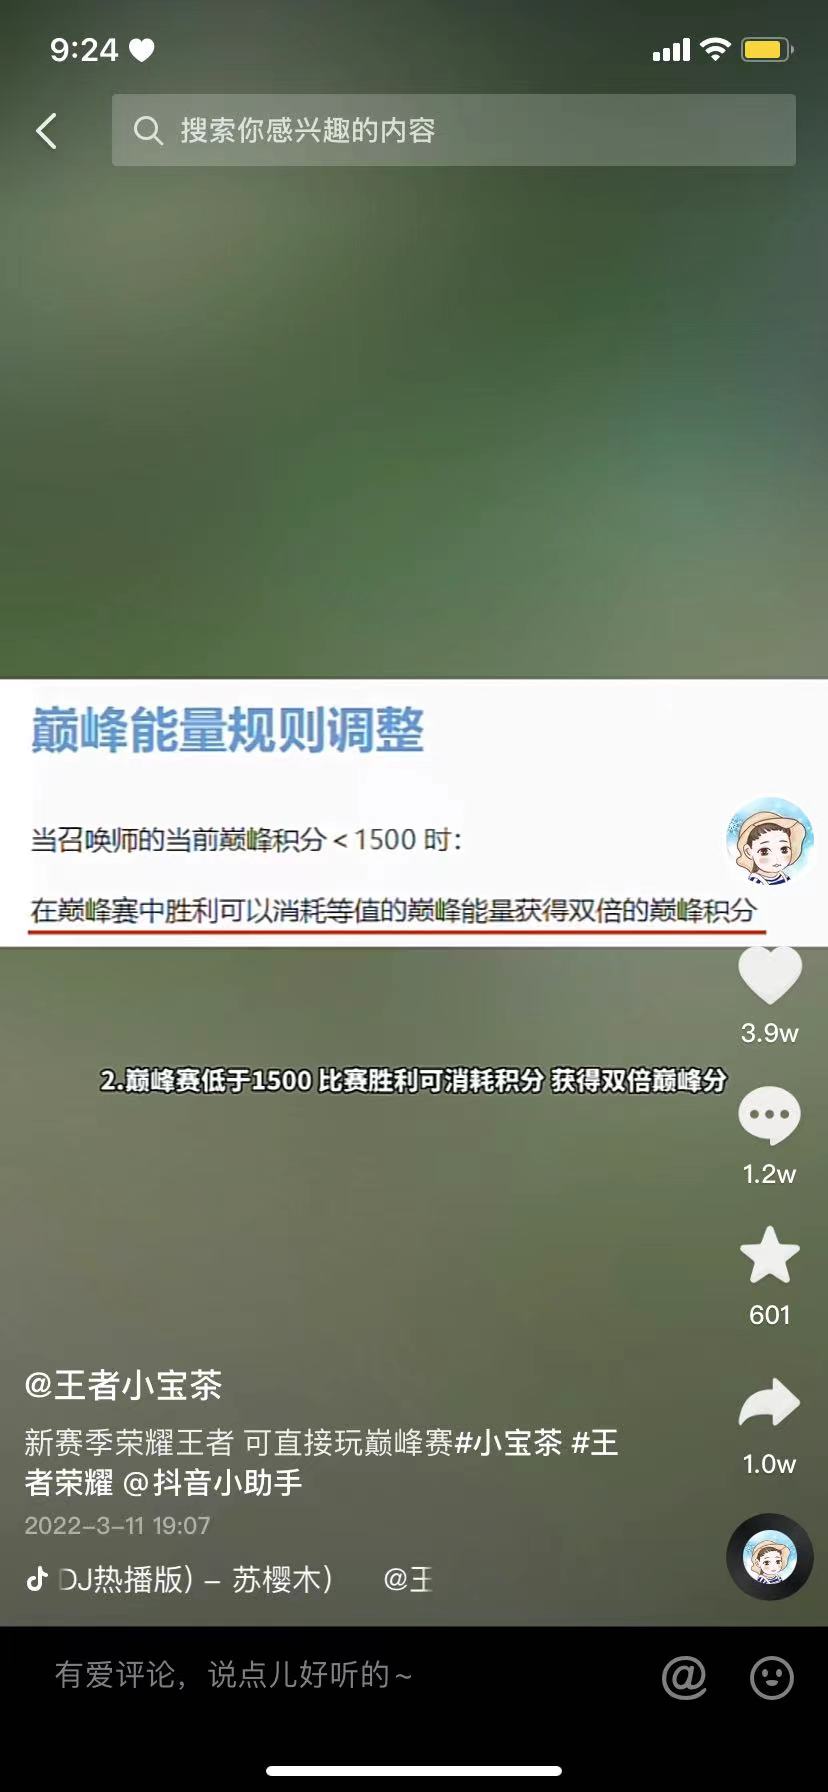 9:24
搜索你感兴趣的内容
巅峰能量规则调整
当召唤师的当前巅峰积分<1500 时：
在巅峰赛中胜利可以消耗等值的巅峰能量获得双倍的巅峰积分
3.9w
2.巅峰赛低于1500 比赛胜利可消耗积分 获得双倍巅峰分
1.2w
601
1.0w
@王者小宝茶
新赛季荣耀王者 可直接玩巅峰赛#小宝茶 #王
者荣耀 @抖音小助手
2022-3-11 19:07
DJ热播版) - 苏樱木) @王
有爱评论，说点儿好听的~